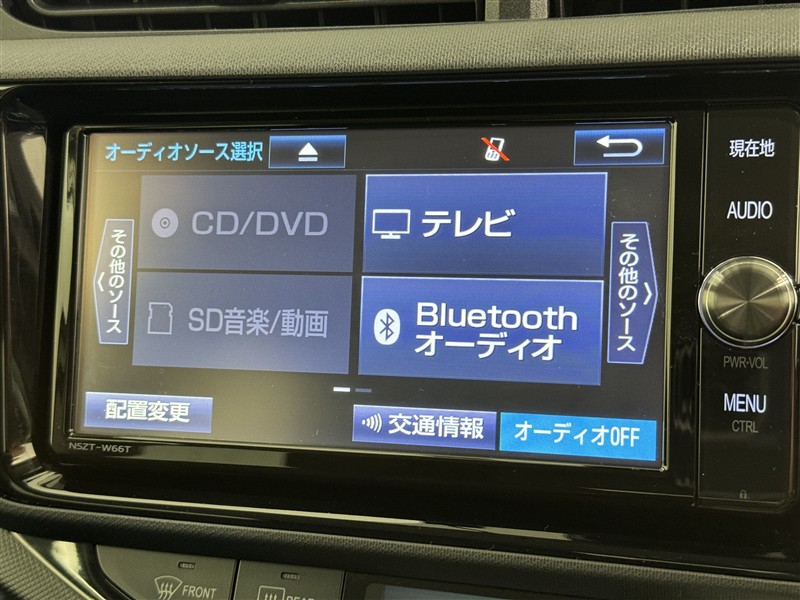 オーディオソース選択
現在地
CD/DVD
テレビ
AUDIO
その他のソース
その他のソース
SD音楽/動画
Bluetooth
オーディオ
PWR•VOL
配置変更
交通情報
オーディオOFF
MENU
CTRL
NSZT-W66T
FRONT
REAR